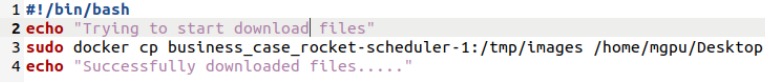 1 #!/bin/bash
2 echo "Trying to start download files"
3 sudo docker cp business_case_rocket-scheduler-1:/tmp/images /home/mgpu/Desktop
4 echo "Successfully downloaded files....."